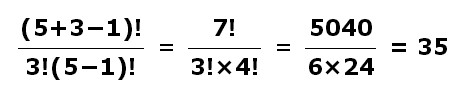 (5+3−1)! / 3!(5−1)! = 7! / 3!×4! = 5040 / 6×24 = 35